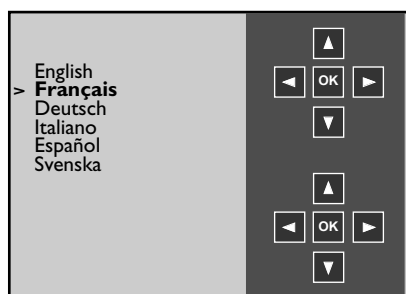 English
> Français
Deutsch
Italiano
Español
Svenska
OK
OK